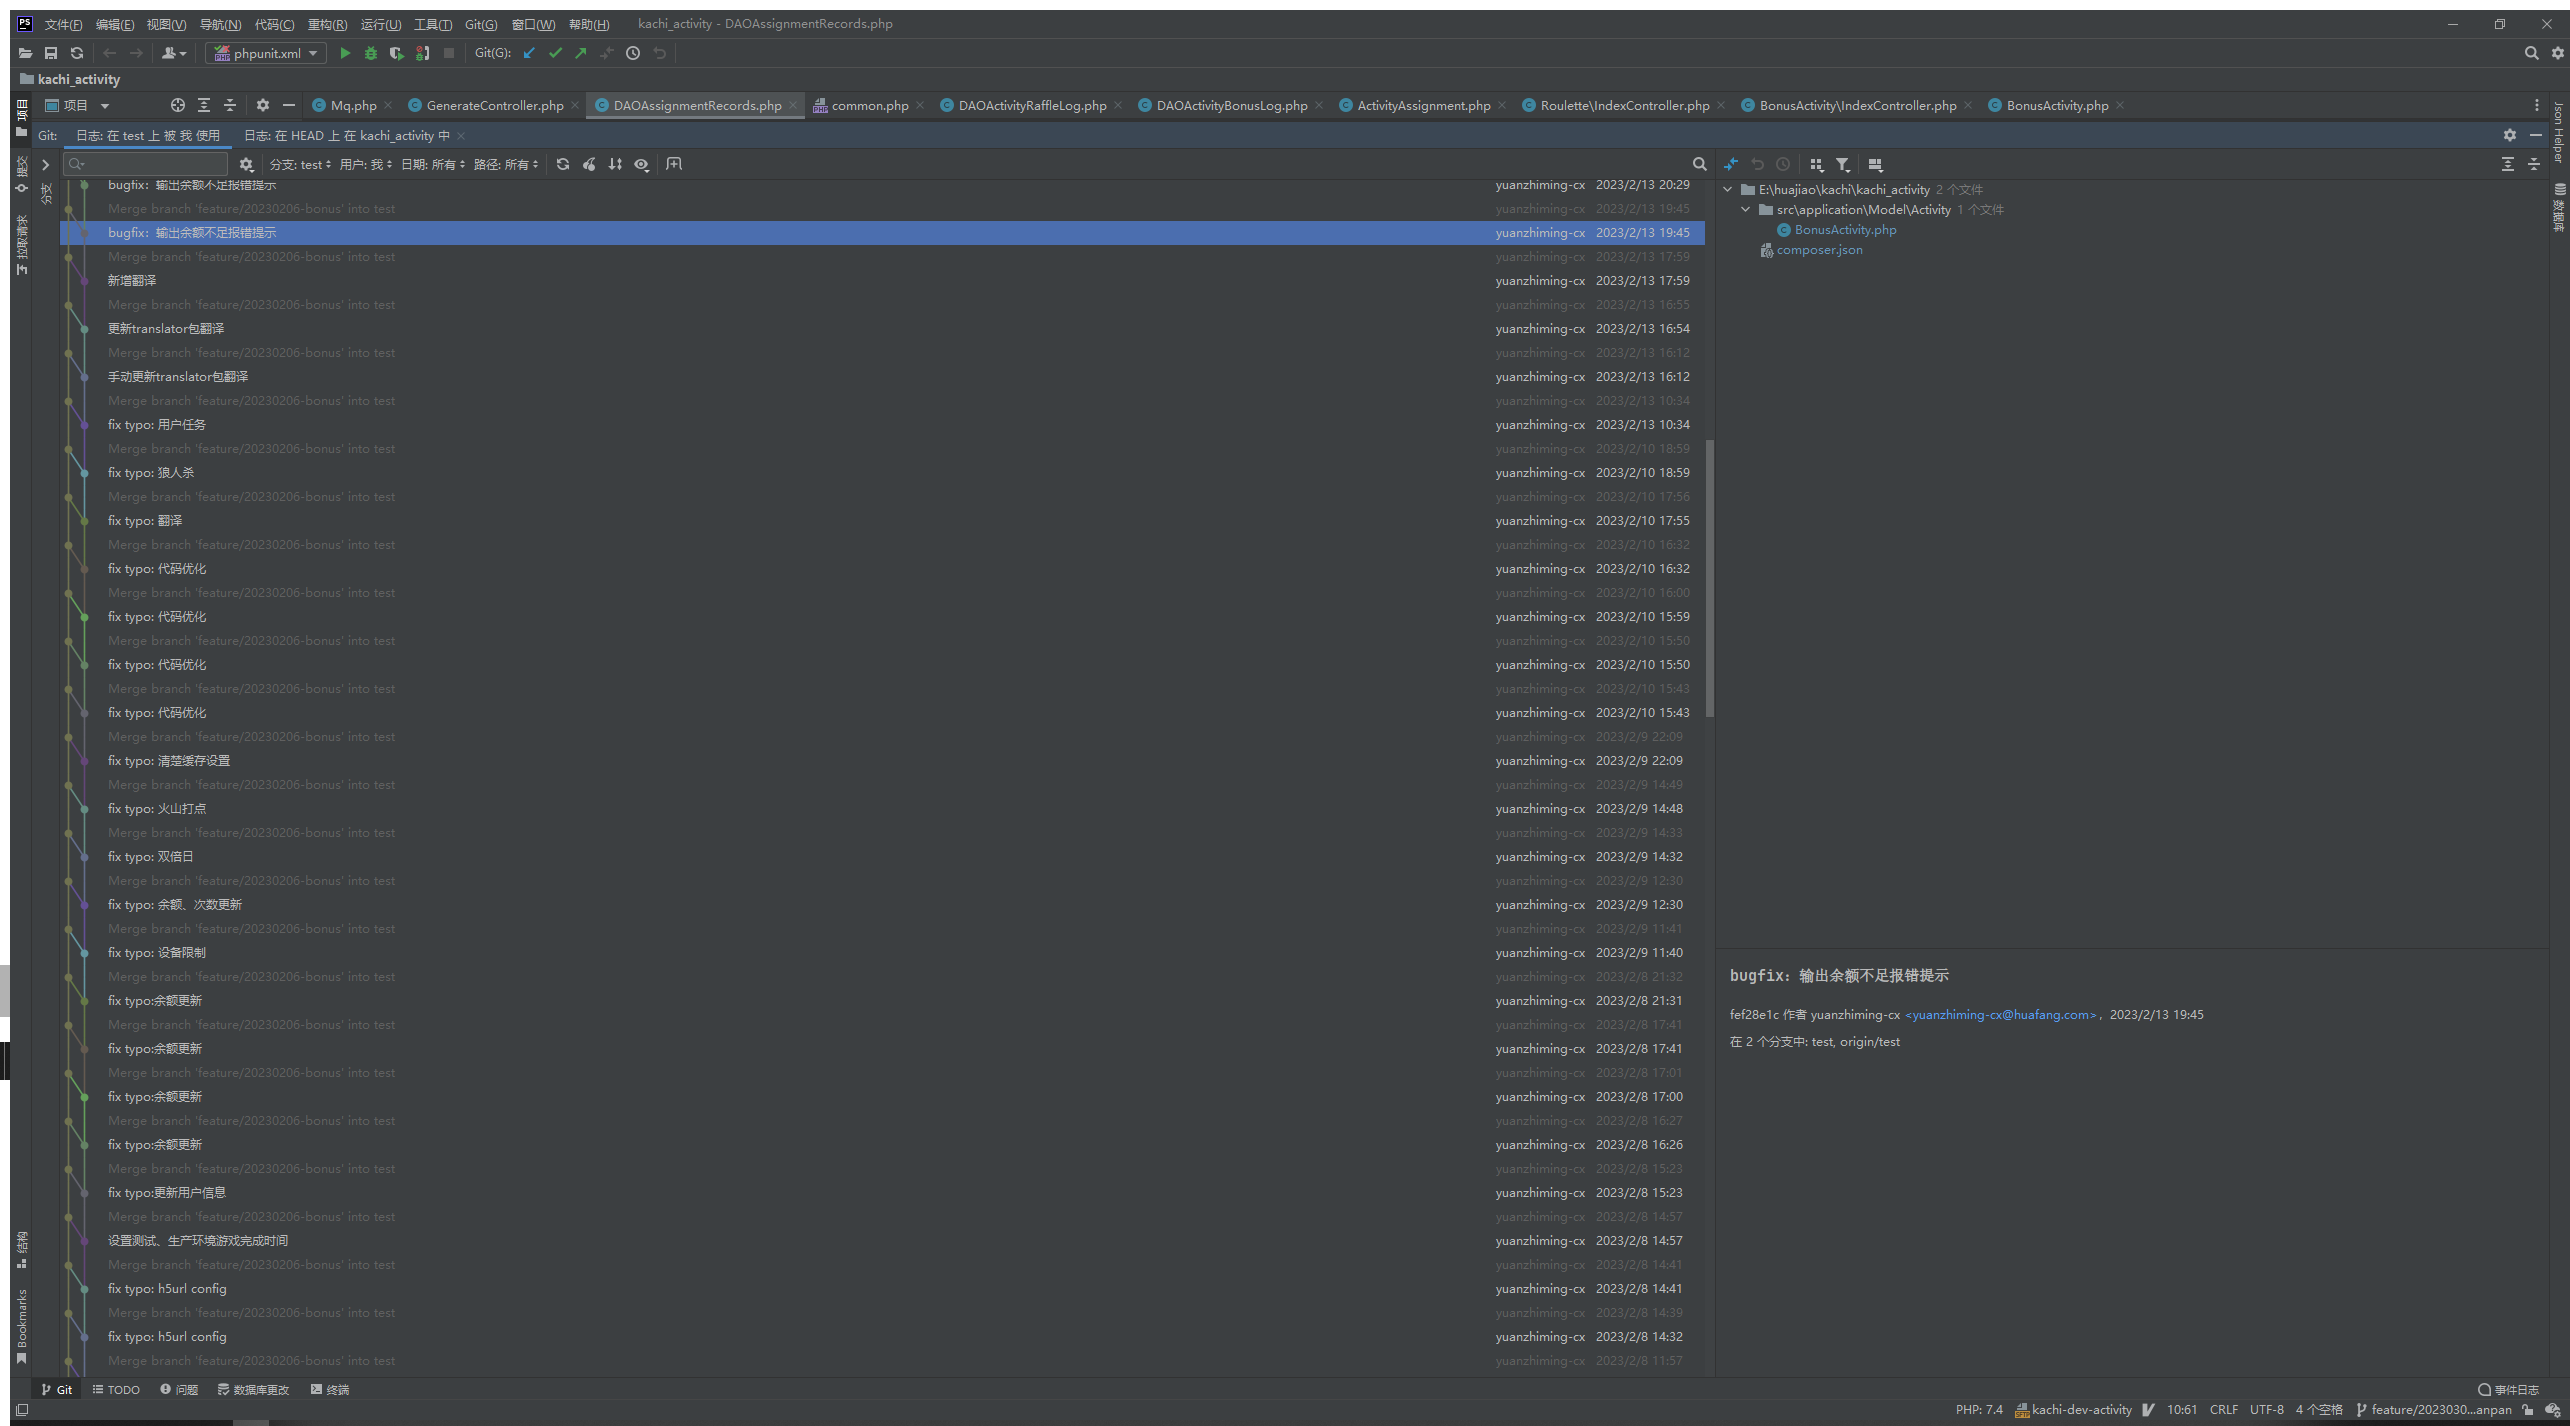 PS 文件(F) 编辑(E) 视图(V) 导航(N) 代码(C) 重构(R) 运行(U) 工具(T) Git(G) 窗口(W) 帮助(H) kachi_activity - DAOAssignmentRecords.php
phpunit.xml Git(G):
kachi_activity
项目 Mq.php GenerateController.php DAOAssignmentRecords.php common.php DAOActivityRaffleLog.php DAOActivityBonusLog.php ActivityAssignment.php Roulette\IndexController.php BonusActivity\IndexController.php BonusActivity.php
Git: 日志: 在 test 上 被 我 使用 日志: 在 HEAD 上 在 kachi_activity 中
分支: test 用户: 我 日期: 所有 路径: 所有
bugfix：输出余额不足报错提示 yuanzhiming-cx 2023/2/13 20:29
Merge branch 'feature/20230206-bonus' into test yuanzhiming-cx 2023/2/13 19:45
bugfix：输出余额不足报错提示 yuanzhiming-cx 2023/2/13 19:45
Merge branch 'feature/20230206-bonus' into test yuanzhiming-cx 2023/2/13 17:59
新增翻译 yuanzhiming-cx 2023/2/13 17:59
Merge branch 'feature/20230206-bonus' into test yuanzhiming-cx 2023/2/13 16:55
更新translator包翻译 yuanzhiming-cx 2023/2/13 16:54
Merge branch 'feature/20230206-bonus' into test yuanzhiming-cx 2023/2/13 16:12
手动更新translator包翻译 yuanzhiming-cx 2023/2/13 16:12
Merge branch 'feature/20230206-bonus' into test yuanzhiming-cx 2023/2/13 10:34
fix typo: 用户任务 yuanzhiming-cx 2023/2/13 10:34
Merge branch 'feature/20230206-bonus' into test yuanzhiming-cx 2023/2/10 18:59
fix typo: 狼人杀 yuanzhiming-cx 2023/2/10 18:59
Merge branch 'feature/20230206-bonus' into test yuanzhiming-cx 2023/2/10 17:56
fix typo: 翻译 yuanzhiming-cx 2023/2/10 17:55
Merge branch 'feature/20230206-bonus' into test yuanzhiming-cx 2023/2/10 16:32
fix typo: 代码优化 yuanzhiming-cx 2023/2/10 16:32
Merge branch 'feature/20230206-bonus' into test yuanzhiming-cx 2023/2/10 16:00
fix typo: 代码优化 yuanzhiming-cx 2023/2/10 15:59
Merge branch 'feature/20230206-bonus' into test yuanzhiming-cx 2023/2/10 15:50
fix typo: 代码优化 yuanzhiming-cx 2023/2/10 15:50
Merge branch 'feature/20230206-bonus' into test yuanzhiming-cx 2023/2/10 15:43
fix typo: 代码优化 yuanzhiming-cx 2023/2/10 15:43
Merge branch 'feature/20230206-bonus' into test yuanzhiming-cx 2023/2/9 22:09
fix typo: 清楚缓存设置 yuanzhiming-cx 2023/2/9 22:09
Merge branch 'feature/20230206-bonus' into test yuanzhiming-cx 2023/2/9 14:49
fix typo: 火山打点 yuanzhiming-cx 2023/2/9 14:48
Merge branch 'feature/20230206-bonus' into test yuanzhiming-cx 2023/2/9 14:33
fix typo: 双倍日 yuanzhiming-cx 2023/2/9 14:32
Merge branch 'feature/20230206-bonus' into test yuanzhiming-cx 2023/2/9 12:30
fix typo: 余额、次数更新 yuanzhiming-cx 2023/2/9 12:30
Merge branch 'feature/20230206-bonus' into test yuanzhiming-cx 2023/2/9 11:41
fix typo: 设备限制 yuanzhiming-cx 2023/2/9 11:40
Merge branch 'feature/20230206-bonus' into test yuanzhiming-cx 2023/2/8 21:32
fix typo:余额更新 yuanzhiming-cx 2023/2/8 21:31
Merge branch 'feature/20230206-bonus' into test yuanzhiming-cx 2023/2/8 17:41
fix typo:余额更新 yuanzhiming-cx 2023/2/8 17:41
Merge branch 'feature/20230206-bonus' into test yuanzhiming-cx 2023/2/8 17:01
fix typo:余额更新 yuanzhiming-cx 2023/2/8 17:00
Merge branch 'feature/20230206-bonus' into test yuanzhiming-cx 2023/2/8 16:27
fix typo:余额更新 yuanzhiming-cx 2023/2/8 16:26
Merge branch 'feature/20230206-bonus' into test yuanzhiming-cx 2023/2/8 15:23
fix typo:更新用户信息 yuanzhiming-cx 2023/2/8 15:23
Merge branch 'feature/20230206-bonus' into test yuanzhiming-cx 2023/2/8 14:57
设置测试、生产环境游戏完成时间 yuanzhiming-cx 2023/2/8 14:57
Merge branch 'feature/20230206-bonus' into test yuanzhiming-cx 2023/2/8 14:41
fix typo: h5url config yuanzhiming-cx 2023/2/8 14:41
Merge branch 'feature/20230206-bonus' into test yuanzhiming-cx 2023/2/8 14:39
fix typo: h5url config yuanzhiming-cx 2023/2/8 14:32
Merge branch 'feature/20230206-bonus' into test yuanzhiming-cx 2023/2/8 11:57
E:\huajiao\kachi\kachi_activity 2 个文件
src\application\Model\Activity 1 个文件
BonusActivity.php
composer.json
bugfix：输出余额不足报错提示
fef28e1c 作者 yuanzhiming-cx <yuanzhiming-cx@huafang.com>，2023/2/13 19:45
在 2 个分支中: test, origin/test
项目
提交
拉取请求
分支
结构
Bookmarks
Json Helper
数据库
Git TODO 问题 数据库更改 终端 事件日志
PHP: 7.4 kachi-dev-activity 10:61 CRLF UTF-8 4 个空格 feature/2023030...anpan